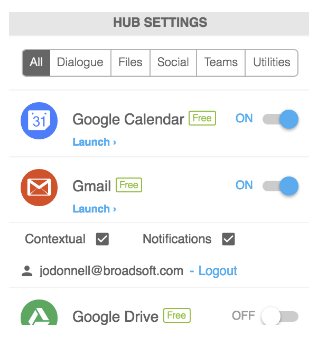 HUB SETTINGS
All Dialogue Files Social Teams Utilities
31 Google Calendar Free ON
Launch ›
Gmail Free ON
Launch ›
Contextual Notifications
jodonnell@broadsoft.com - Logout
Google Drive Free OFF